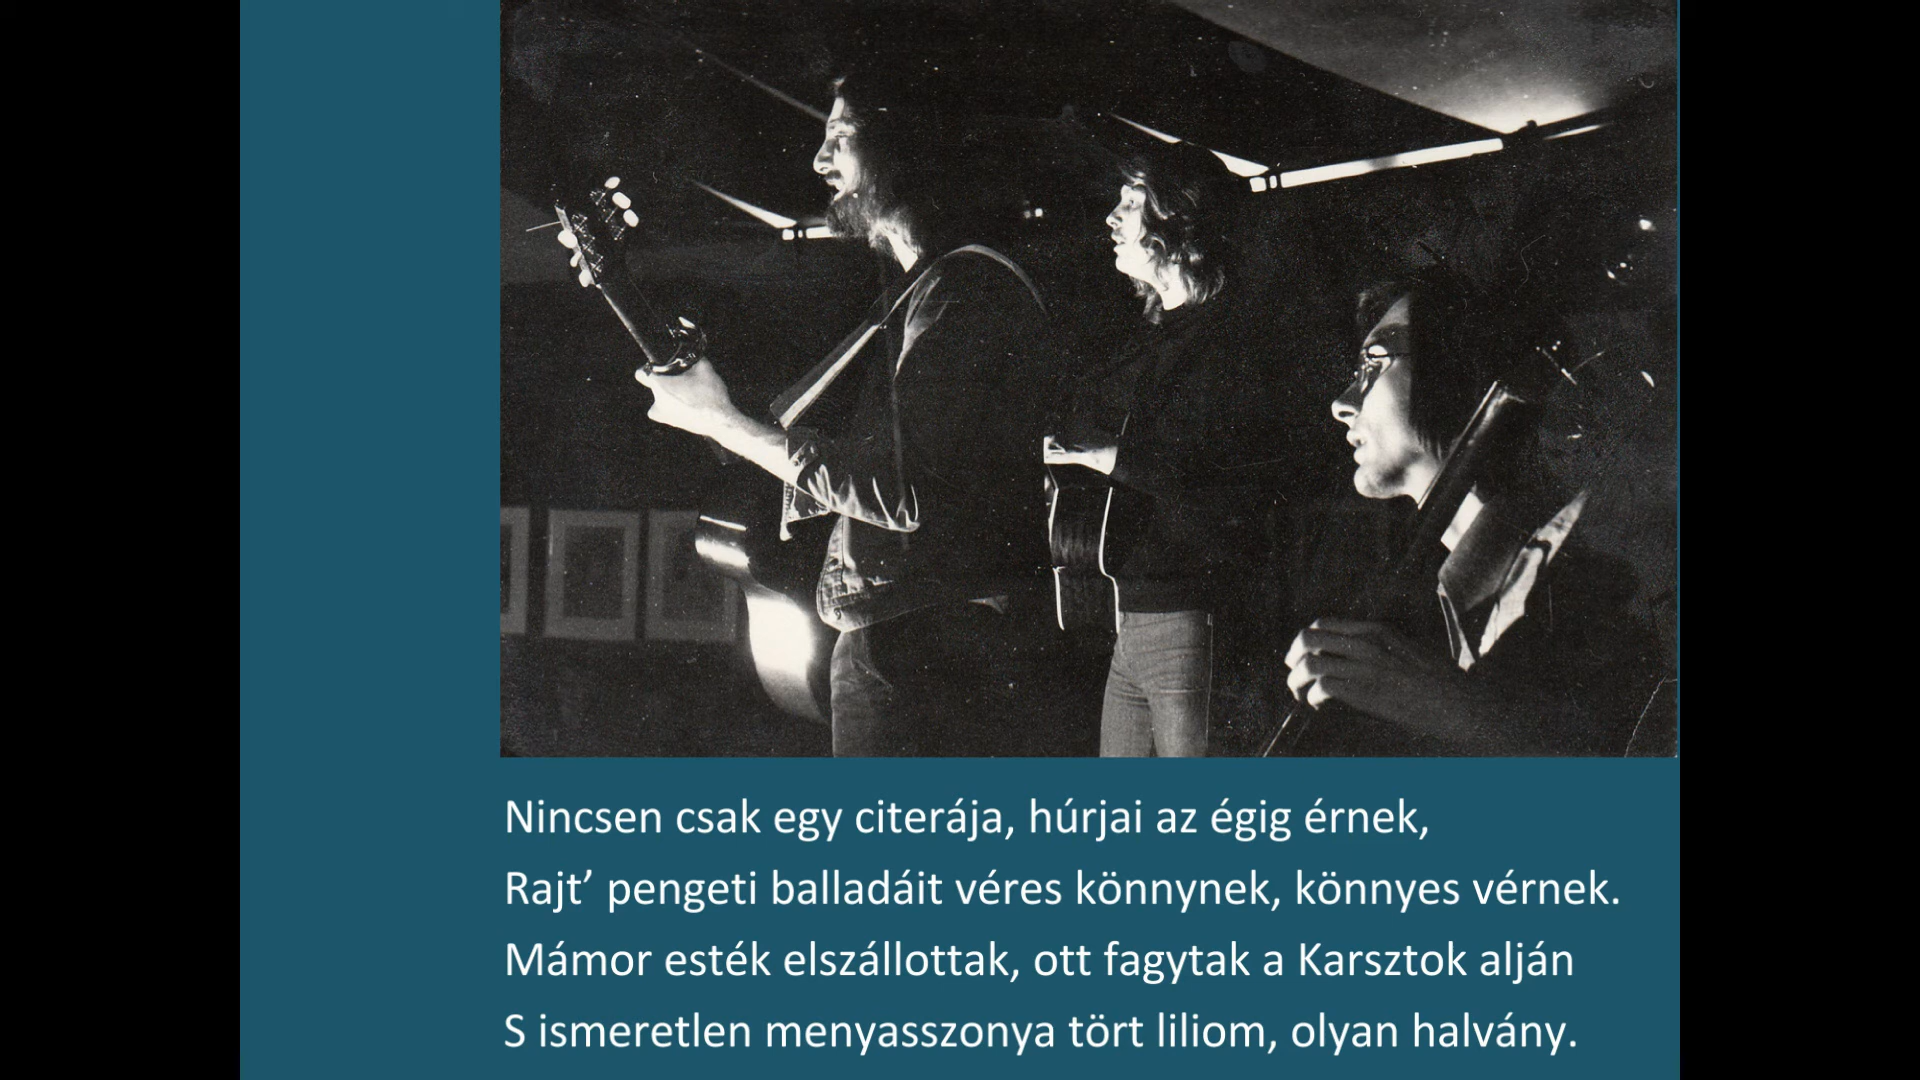 Nincsen csak egy citerája, húrjai az égig érnek,
Rajt’ pengeti balladáit véres könnynek, könnyes vérnek.
Mámor esték elszállottak, ott fagytak a Karsztok alján
S ismeretlen menyasszonya tört liliom, olyan halvány.